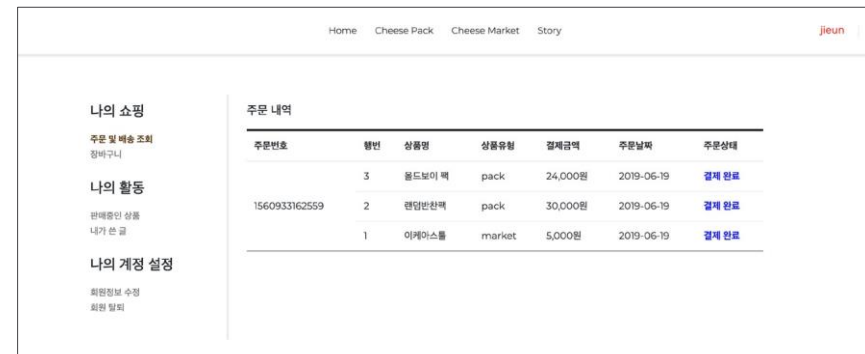 Home Cheese Pack Cheese Market Story jieun
나의 쇼핑
주문 및 배송 조회
장바구니
나의 활동
판매중인 상품
내가 쓴 글
나의 계정 설정
회원정보 수정
회원 탈퇴
주문 내역
주문번호 행번 상품명 상품유형 결제금액 주문날짜 주문상태
3 올드보이 팩 pack 24,000원 2019-06-19 결제 완료
1560933162559 2 랜덤반찬팩 pack 30,000원 2019-06-19 결제 완료
1 이케아스툴 market 5,000원 2019-06-19 결제 완료